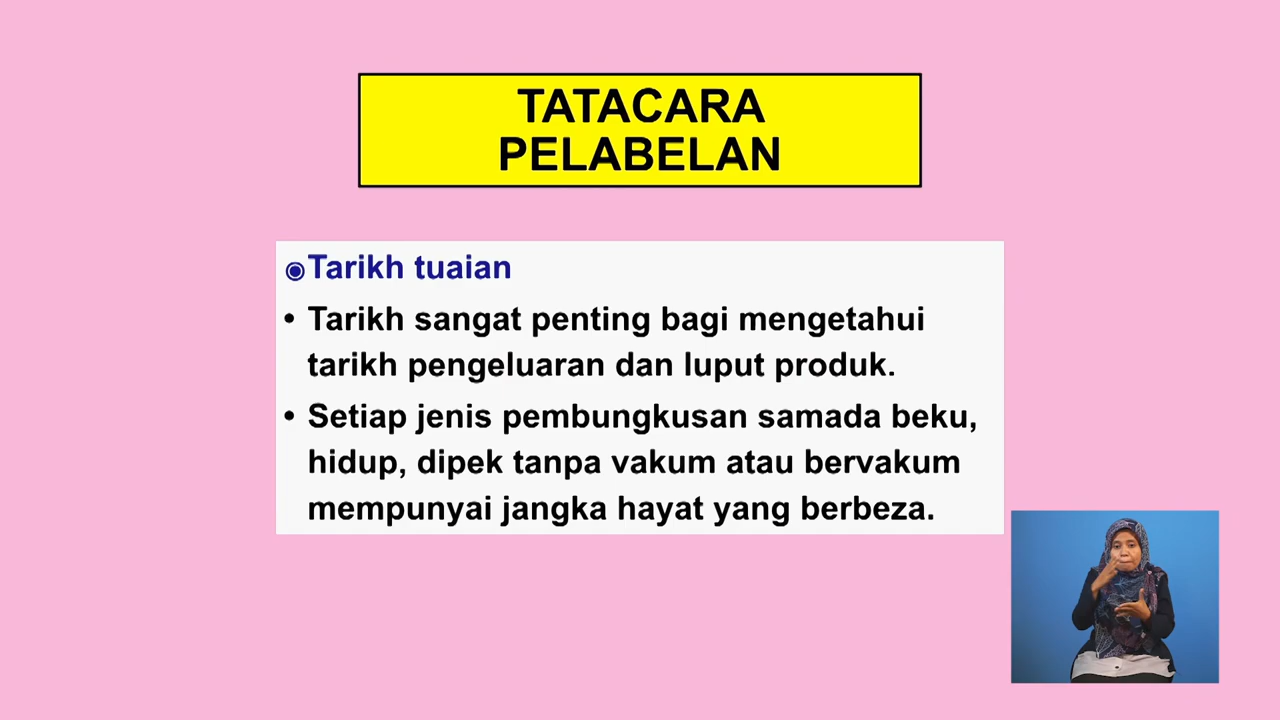 TATACARA
PELABELAN
◉Tarikh tuaian
• Tarikh sangat penting bagi mengetahui
tarikh pengeluaran dan luput produk.
• Setiap jenis pembungkusan samada beku,
hidup, dipek tanpa vakum atau bervakum
mempunyai jangka hayat yang berbeza.